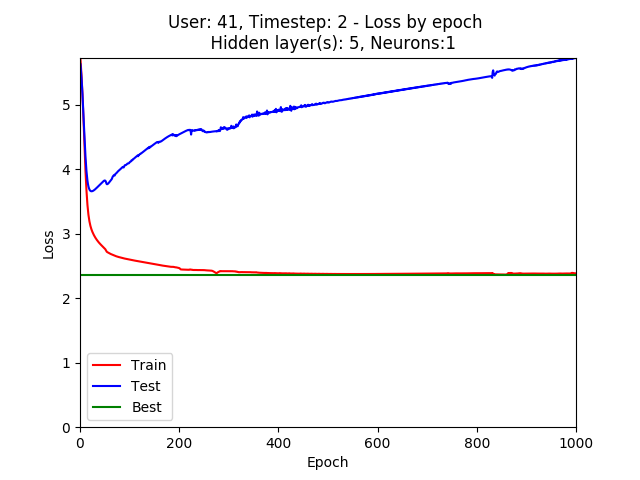 User: 41, Timestep: 2 - Loss by epoch
Hidden layer(s): 5, Neurons:1
Loss
5
4
3
2
1
0
Train
Test
Best
0 200 400 600 800 1000
Epoch